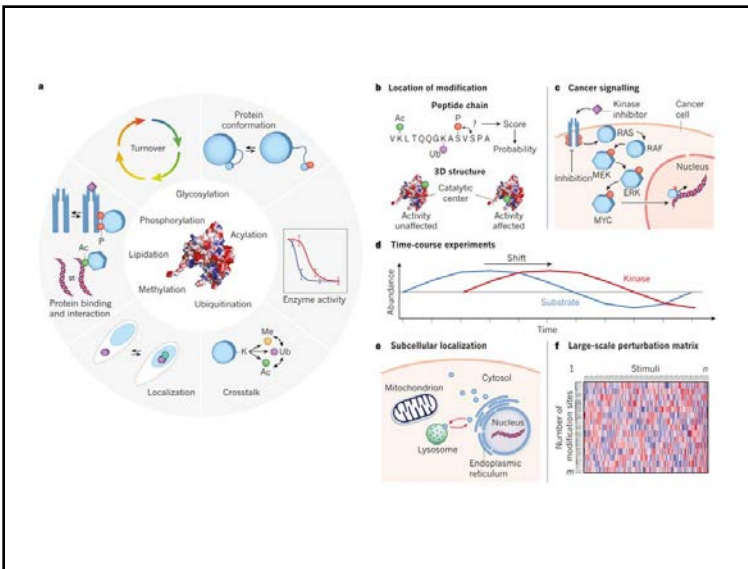 a
Turnover
Protein
conformation
Glycosylation
Phosphorylation
Acylation
Lipidation
Methylation
Ubiquitination
P
Ac
Protein binding
and interaction
Enzyme activity
Localization
Me
K
Ub
Ac
Crosstalk
b Location of modification
Peptide chain
Ac
P
? Score
VKLTQQGKASVSPA
Ub
Probability
3D structure
Catalytic
center
Activity
unaffected
Activity
affected
c Cancer signalling
Kinase
inhibitor
Cancer
cell
RAS
RAF
Inhibition
MEK
ERK
MYC
Nucleus
d Time-course experiments
Shift
Abundance
Kinase
Substrate
Time
e Subcellular localization
Cytosol
Mitochondrion
Nucleus
Lysosome
Endoplasmic
reticulum
f Large-scale perturbation matrix
1 Stimuli n
Number of
modification sites
m